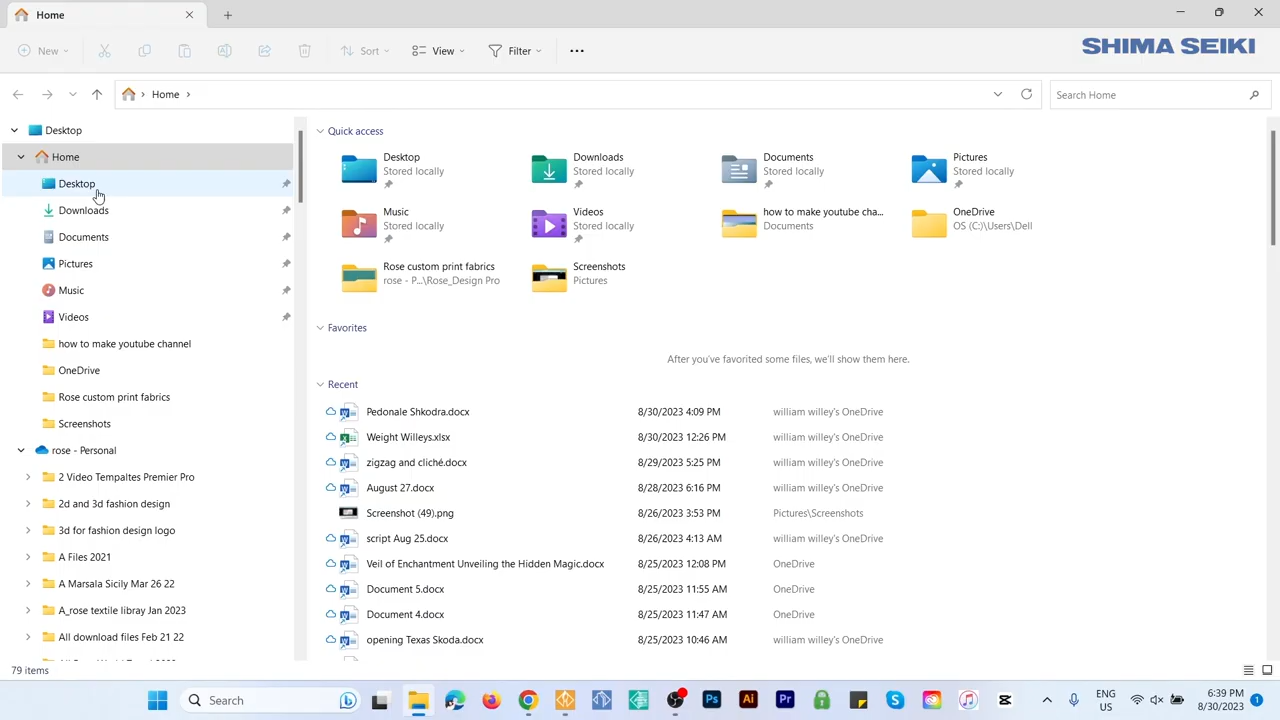 Home
New
Sort
View
Filter
SHIMA SEIKI
Home
Search Home
Desktop
Home
Desktop
Downloads
Documents
Pictures
Music
Videos
how to make youtube channel
OneDrive
Rose custom print fabrics
Screenshots
rose - Personal
2 Video Tempaltes Premier Pro
2d and 3d fashion design
3d for fashion design logo
A Files 2021
A Marsala Sicily Mar 26 22
A_rose textile libray Jan 2023
All download files Feb 21 22
Quick access
Desktop
Stored locally
Downloads
Stored locally
Documents
Stored locally
Pictures
Stored locally
Music
Stored locally
Videos
Stored locally
how to make youtube cha...
Documents
OneDrive
OS (C:)\Users\Dell
Rose custom print fabrics
rose - P...\Rose_Design Pro
Screenshots
Pictures
Favorites
After you've favorited some files, we'll show them here.
Recent
Pedonale Shkodra.docx 8/30/2023 4:09 PM william willey's OneDrive
Weight Willeys.xlsx 8/30/2023 12:26 PM william willey's OneDrive
zigzag and cliché.docx 8/29/2023 5:25 PM william willey's OneDrive
August 27.docx 8/28/2023 6:16 PM william willey's OneDrive
Screenshot (49).png 8/26/2023 3:53 PM Pictures\Screenshots
script Aug 25.docx 8/26/2023 4:13 AM william willey's OneDrive
Veil of Enchantment Unveiling the Hidden Magic.docx 8/25/2023 12:08 PM OneDrive
Document 5.docx 8/25/2023 11:55 AM OneDrive
Document 4.docx 8/25/2023 11:47 AM OneDrive
opening Texas Skoda.docx 8/25/2023 10:46 AM william willey's OneDrive
79 items
Search
Ps
Ai
Pr
ENG
US
6:39 PM
8/30/2023
1